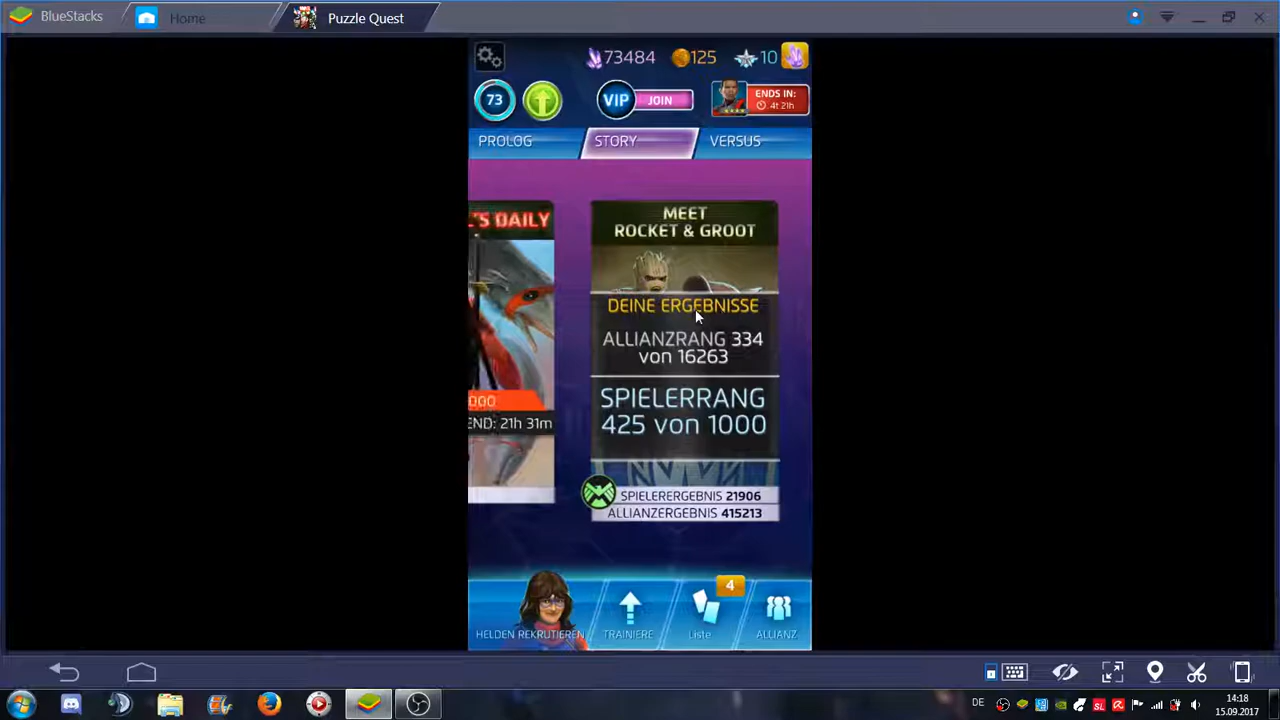 BlueStacks
Home
Puzzle Quest
73484
125
10
73
VIP
JOIN
ENDS IN:
4t 21h
PROLOG
STORY
VERSUS
L'S DAILY
000
END: 21h 31m
MEET
ROCKET & GROOT
DEINE ERGEBNISSE
ALLIANZRANG 334
von 16263
SPIELERRANG
425 von 1000
SPIELERERGEBNIS 21906
ALLIANZERGEBNIS 415213
4
HELDEN REKRUTIEREN
TRAINIERE
Liste
ALLIANZ
DE
SL
14:18
15.09.2017